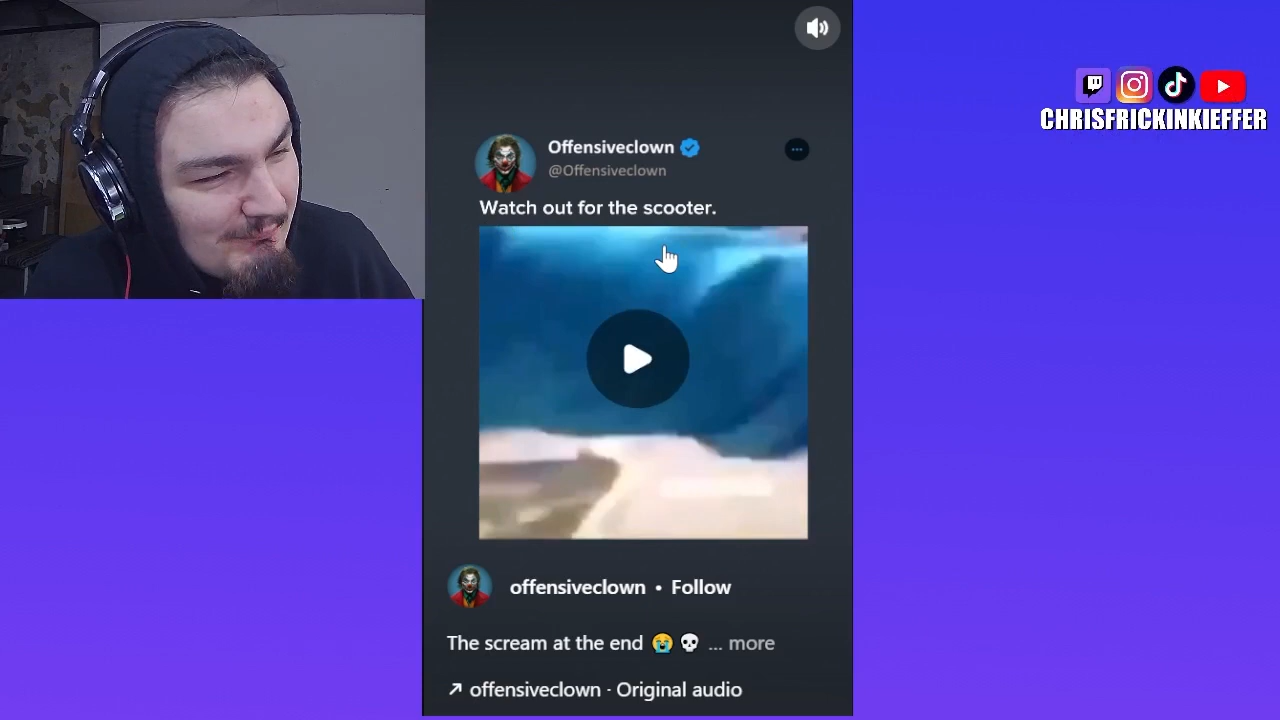 CHRISFRICKINKIEFFER
Offensiveclown
@Offensiveclown
Watch out for the scooter.
offensiveclown • Follow
The scream at the end 😭💀 ... more
offensiveclown · Original audio